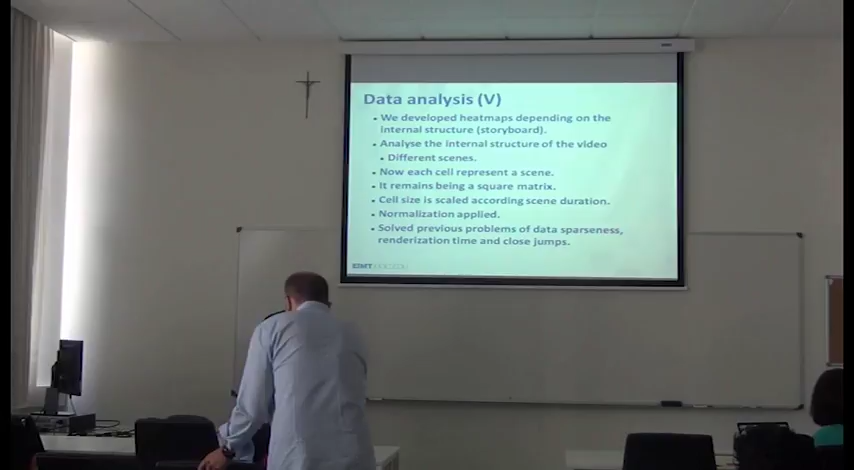 Data analysis (V)
We developed heatmaps depending on the
internal structure (storyboard).
Analyse the internal structure of the video
Different scenes.
Now each cell represent a scene.
It remains being a square matrix.
Cell size is scaled according scene duration.
Normalization applied.
Solved previous problems of data sparseness,
renderization time and close jumps.